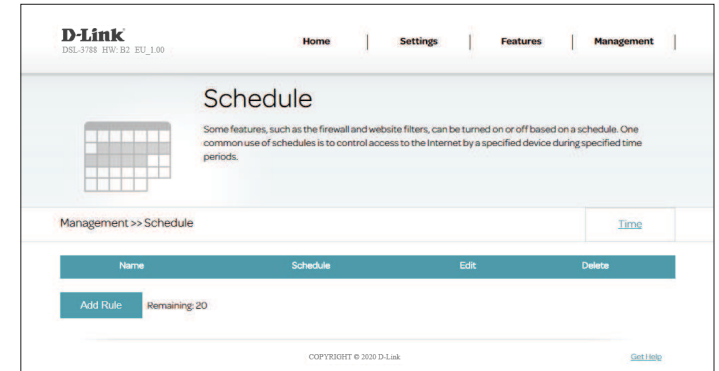 D-Link
DSL-3788 HW: B2 EU_1.00
Home Settings Features Management
Schedule
Some features, such as the firewall and website filters, can be turned on or off based on a schedule. One
common use of schedules is to control access to the Internet by a specified device during specified time
periods.
Management >> Schedule Time
Name Schedule Edit Delete
Add Rule Remaining: 20
COPYRIGHT © 2020 D-Link Get Help